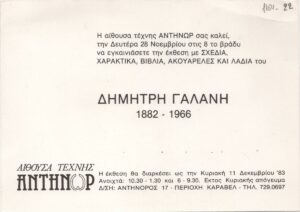 Η αίθουσα τέχνης ΑΝΤΗΝΩΡ σας καλεί,
την Δευτέρα 28 Νοεμβρίου στις 8 το βράδυ
να εγκαινιάσετε την έκθεση με ΣΧΕΔΙΑ,
ΧΑΡΑΚΤΙΚΑ, ΒΙΒΛΙΑ, ΑΚΟΥΑΡΕΛΕΣ ΚΑΙ ΛΑΔΙΑ του
ΔΗΜΗΤΡΗ ΓΑΛΑΝΗ
1882 - 1966
ΑΙΘΟΥΣΑ ΤΕΧΝΗΣ
ΑΝΤΗΝΩΡ
Η έκθεση θα διαρκέσει ως την Κυριακή 11 Δεκεμβρίου '83
Ανοιχτά: 10.30 - 1.30 και 6 - 9.30. Εκτος Κυριακής απόγευμα
Δ/ΣΗ: ΑΝΤΗΝΟΡΟΣ 17 - ΠΕΡΙΟΧΗ ΚΑΡΑΒΕΛ - ΤΗΛ. 729.0697